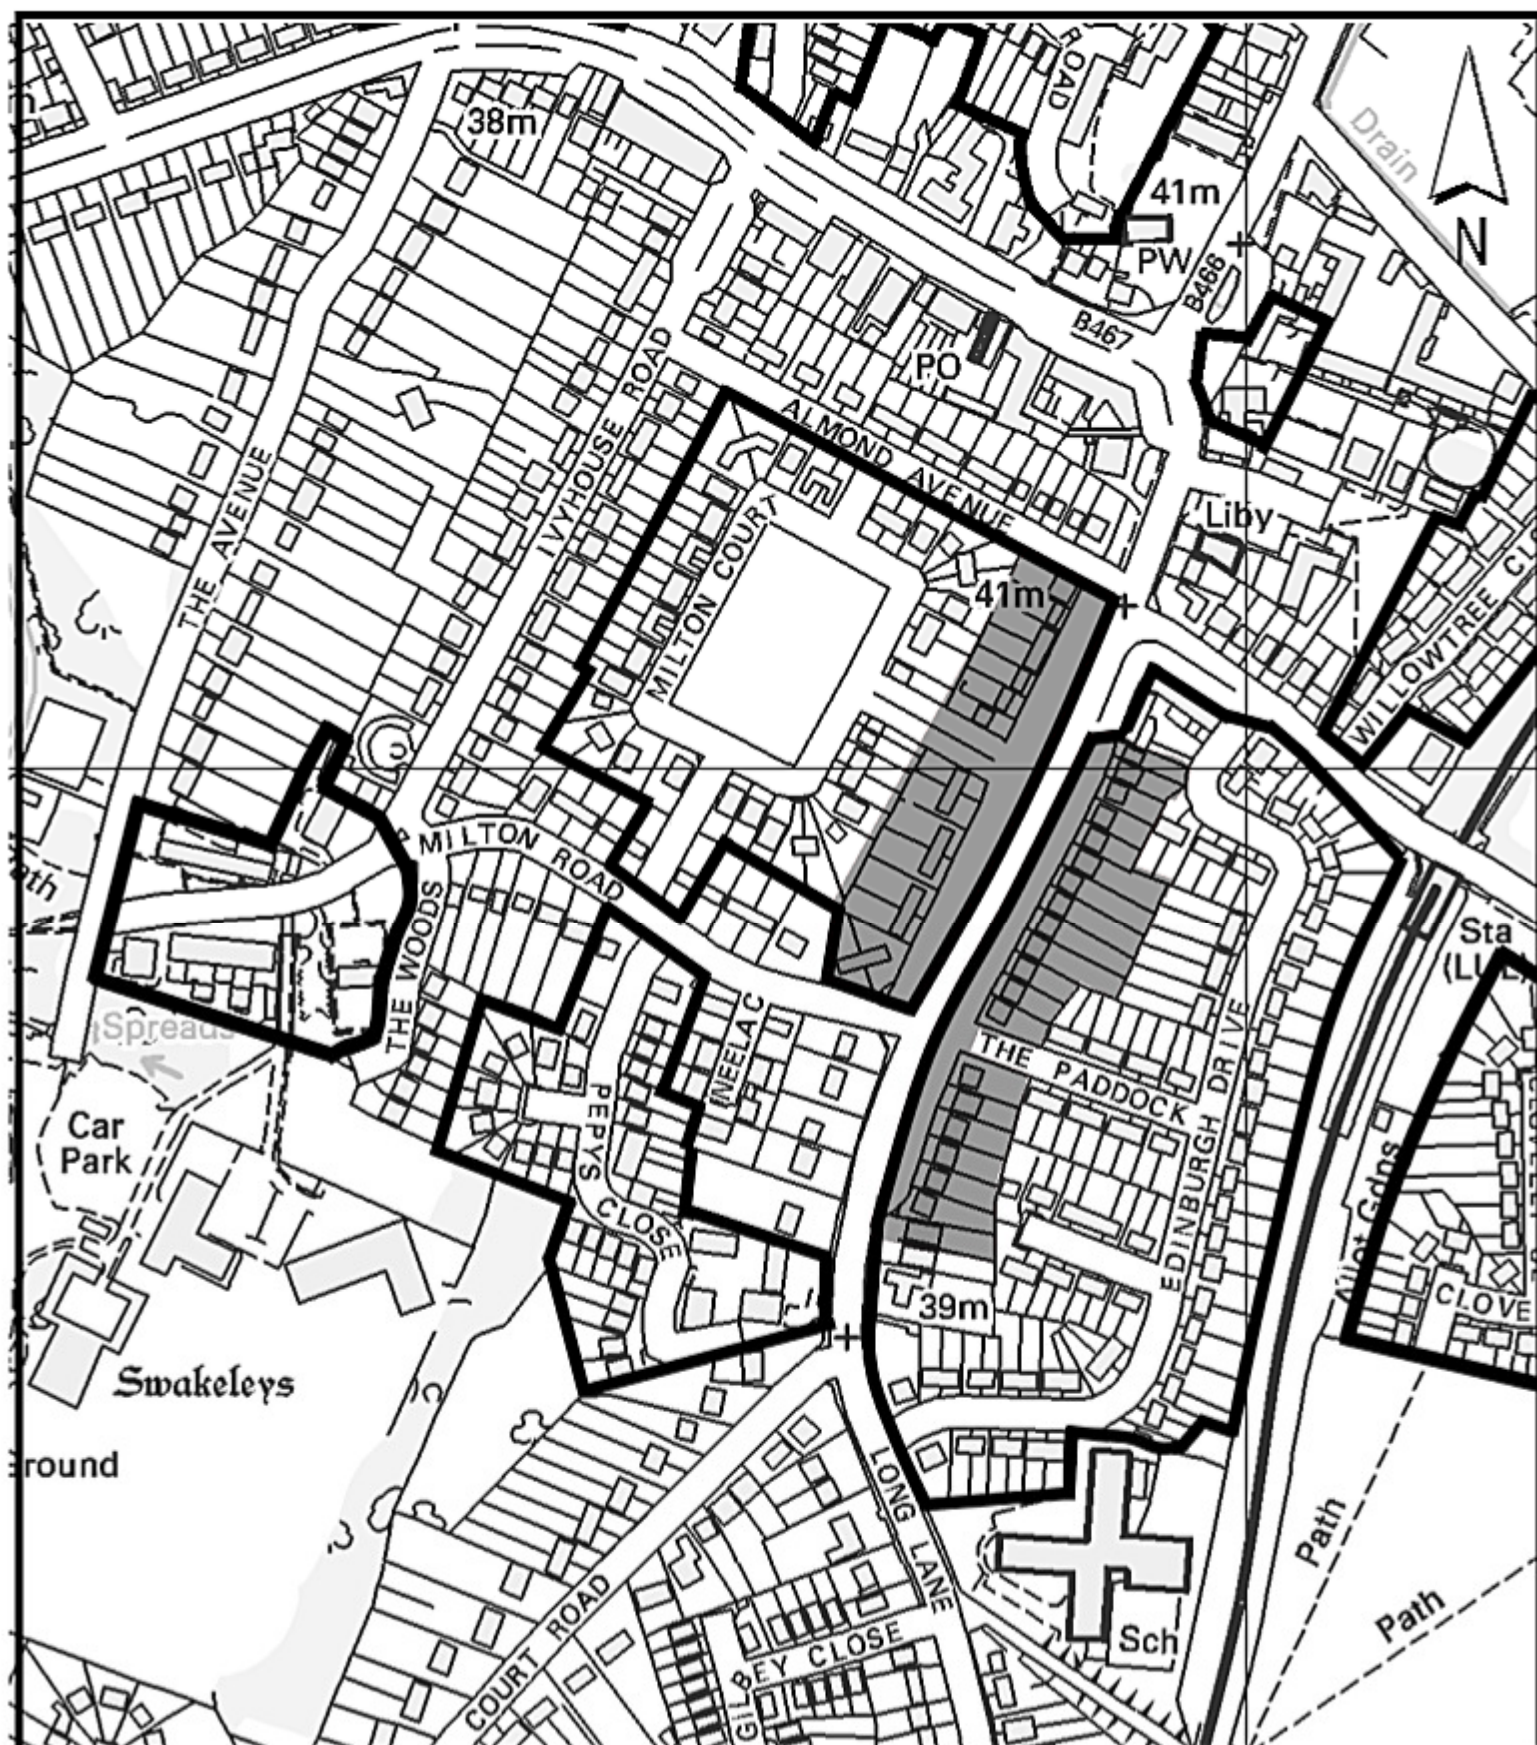 ROAD
Drain
38m
41m
N
PW
B466
B467
PO
IVYHOUSE ROAD
ALMOND AVENUE
THE AVENUE
MILTON COURT
Liby
41m
WILLOWTREE
MILTON ROAD
THE WOODS
Sta
Spreads
THE PADDOCK
EDINBURGH DRIVE
Car
Park
PEPYS CLOSE
Gdns
CLOVE
39m
Swakeleys
round
LONG LANE
Path
Path
COURT ROAD
GILBEY CLOSE
Sch